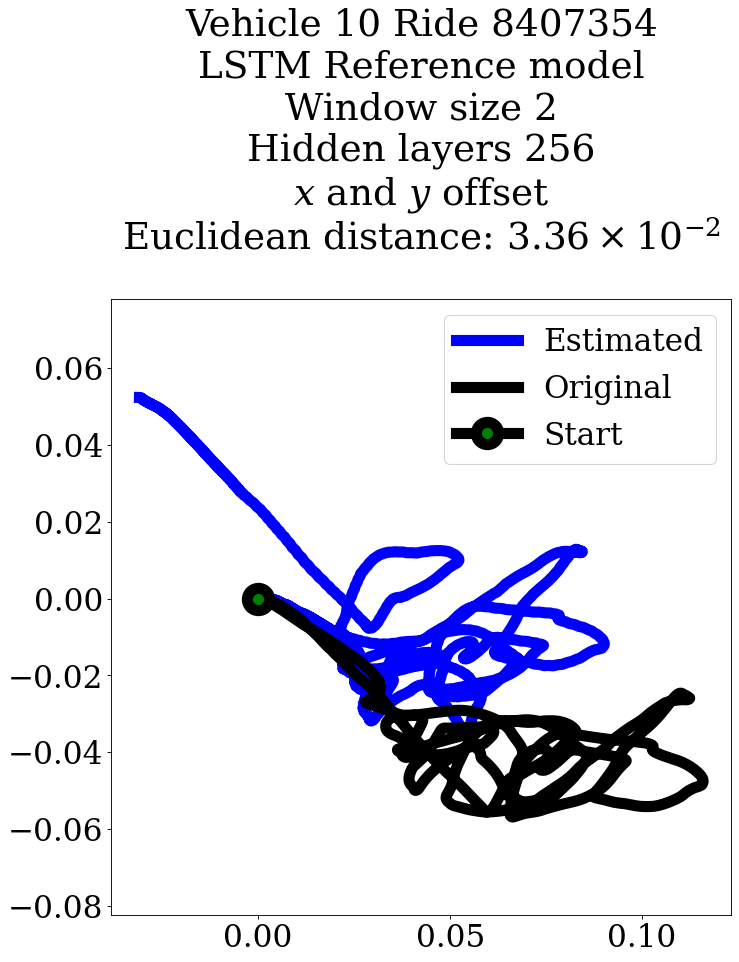 Vehicle 10 Ride 8407354
LSTM Reference model
Window size 2
Hidden layers 256
x and y offset
Euclidean distance: 3.36 × 10⁻²
Estimated
Original
Start
0.06
0.04
0.02
0.00
−0.02
−0.04
−0.06
−0.08
0.00 0.05 0.10